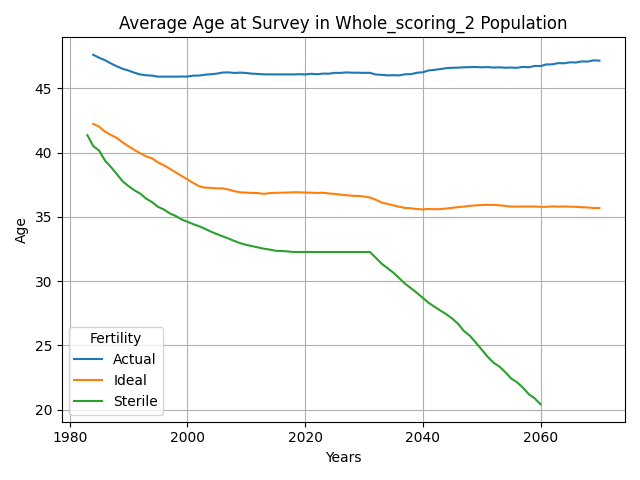 Average Age at Survey in Whole_scoring_2 Population
Age
45
40
35
30
25
20
Fertility
Actual
Ideal
Sterile
1980
2000
2020
2040
2060
Years